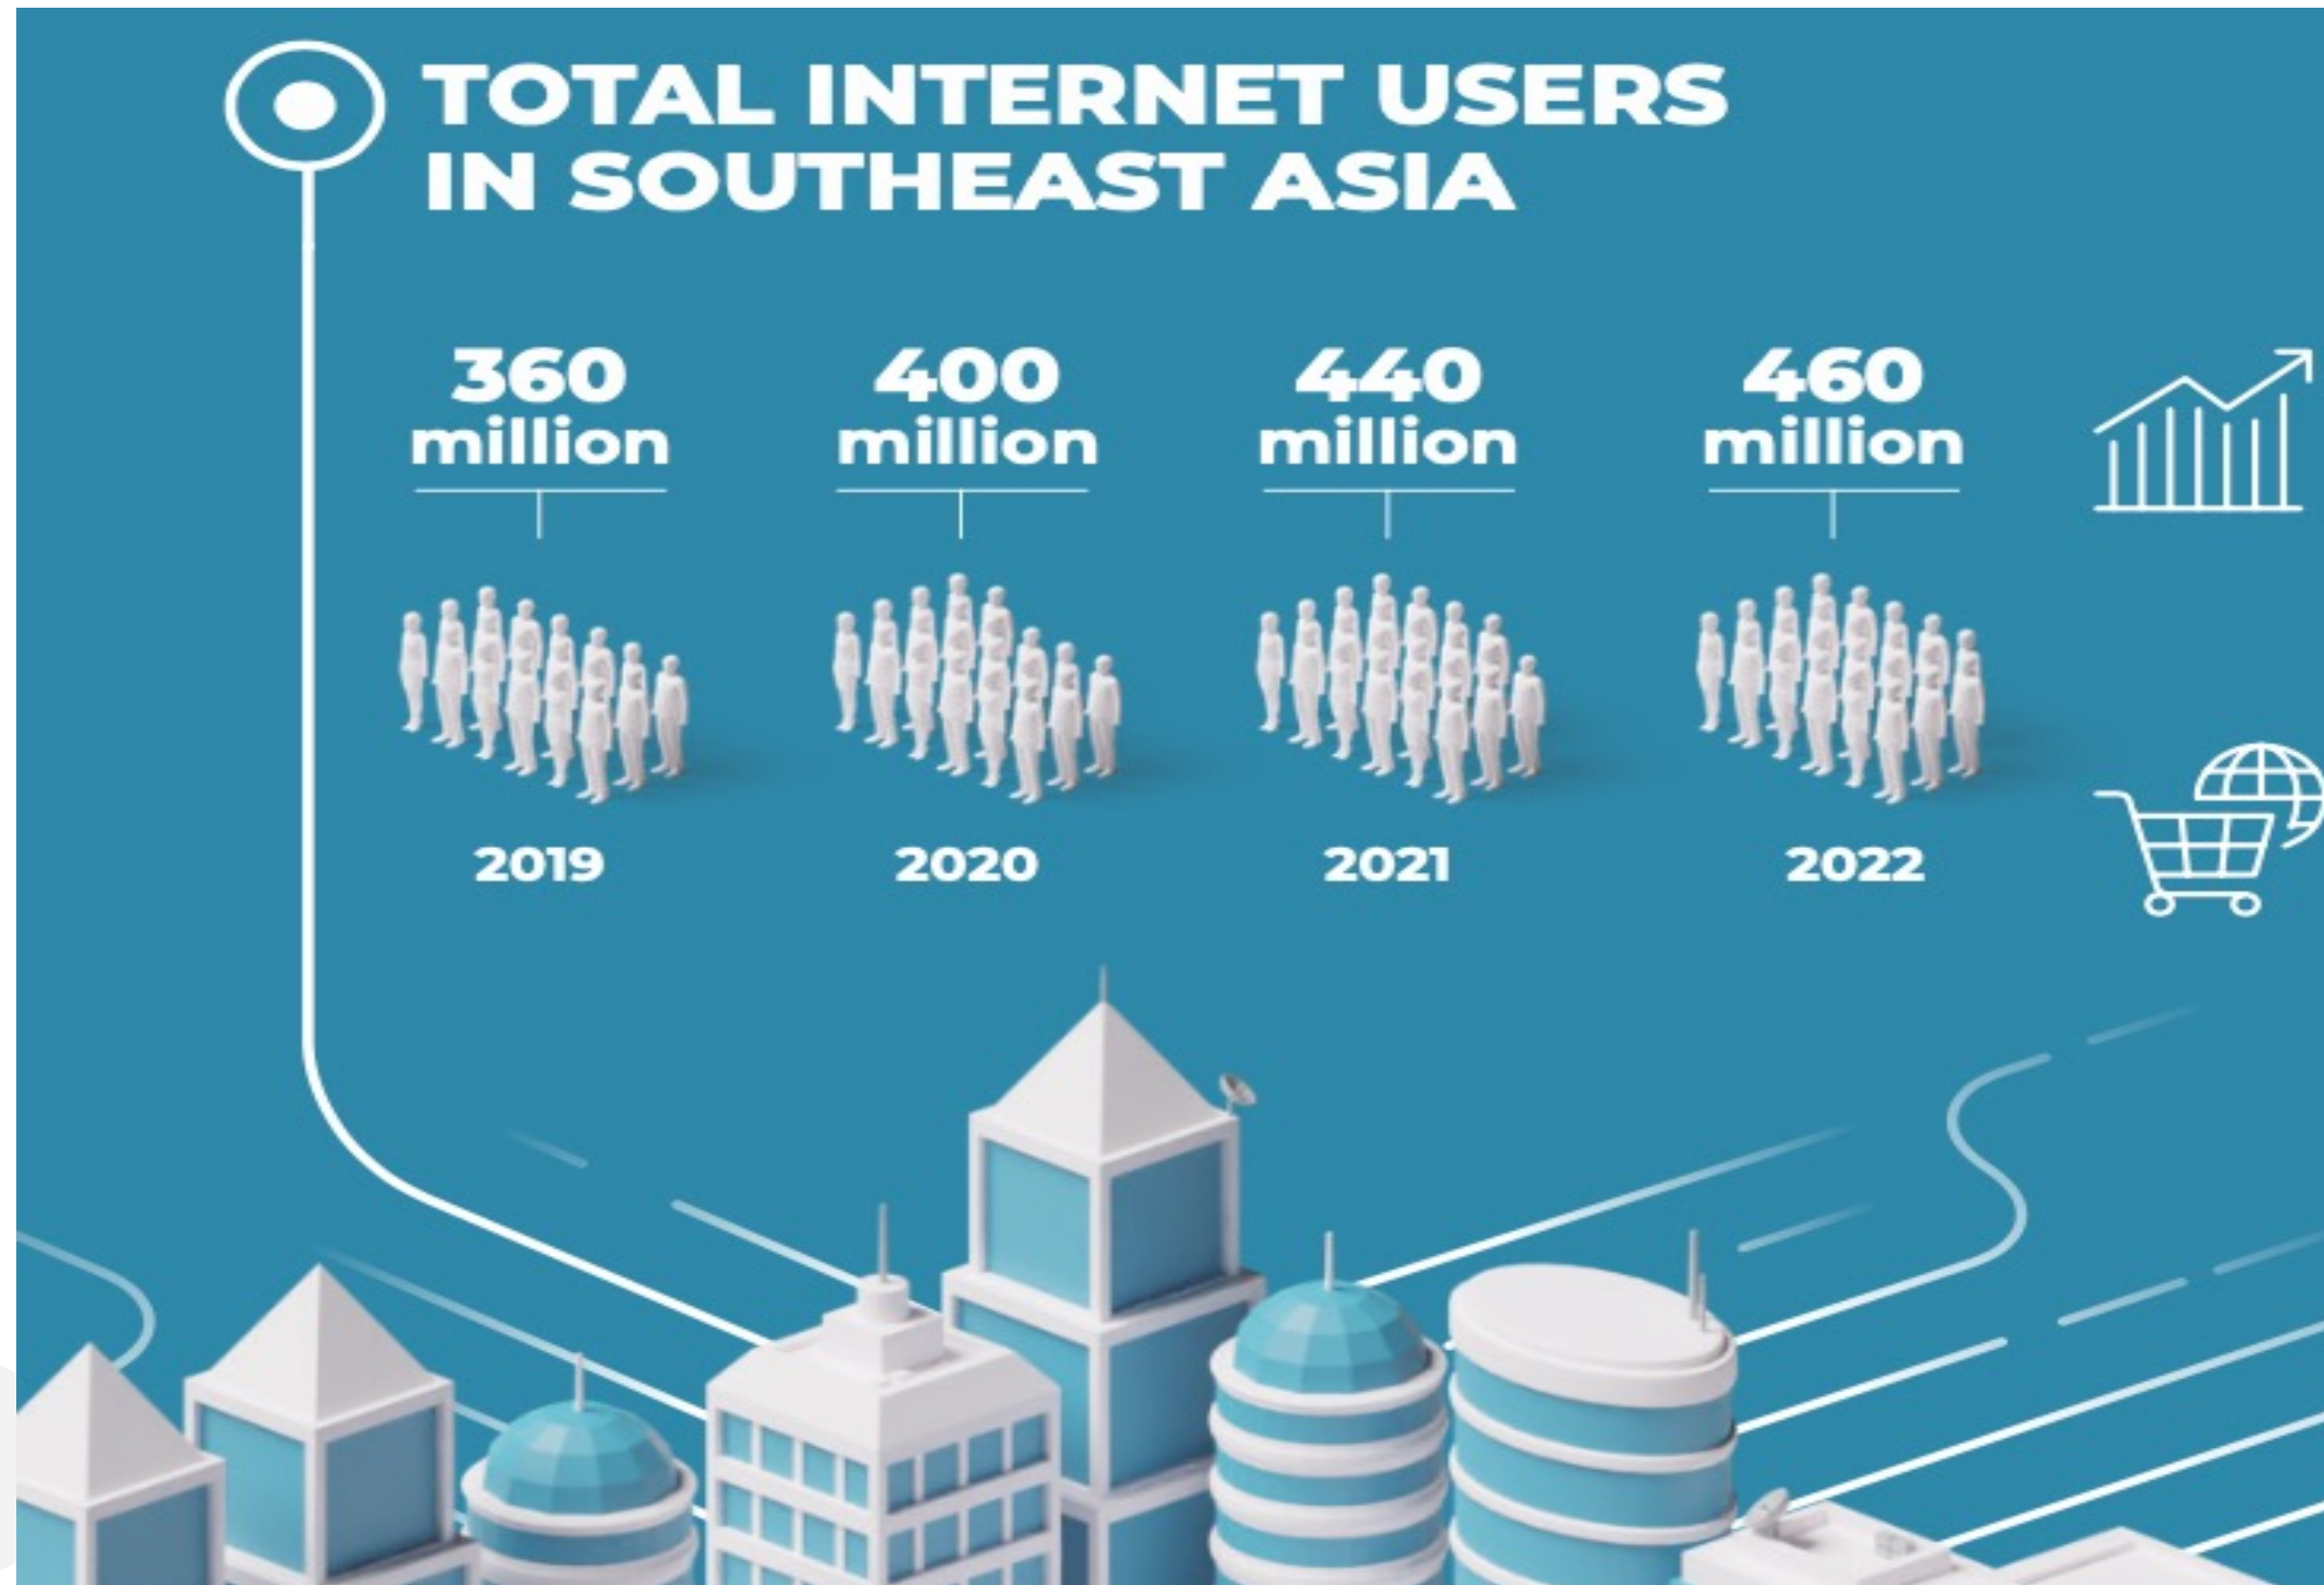 TOTAL INTERNET USERS
IN SOUTHEAST ASIA
360
million
400
million
440
million
460
million
2019
2020
2021
2022